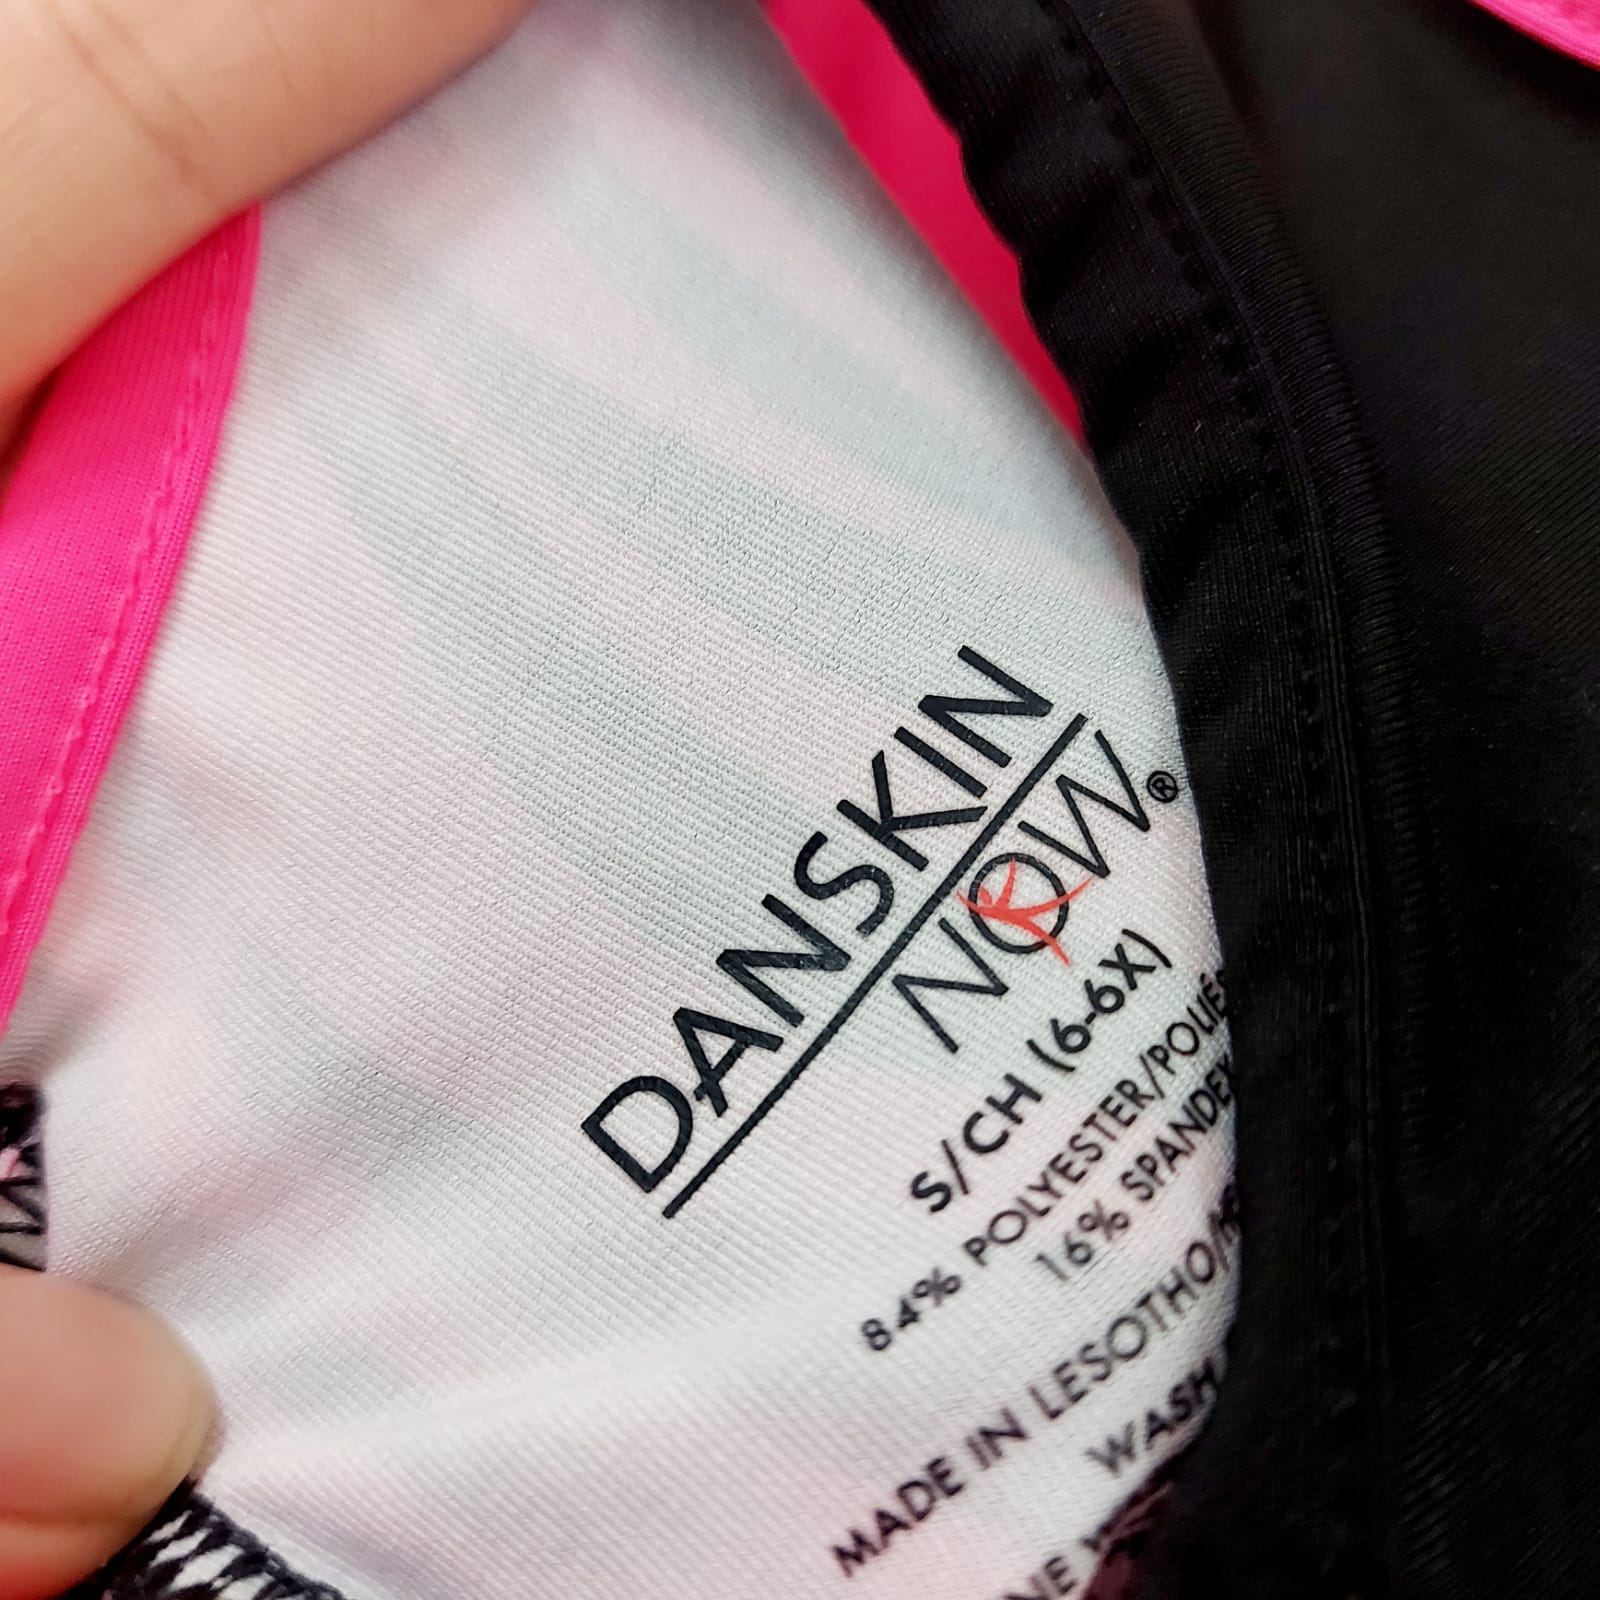 DANSKIN
NOW®
S/CH (6-6X)
84% POLYESTER/
16% SPANDEX
MADE IN LESOTHO/
WASH